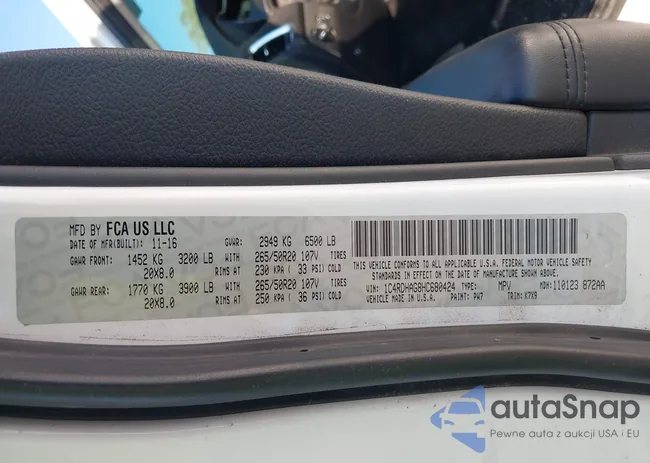 MFD BY FCA US LLC
DATE OF MFR(BUILT): 11-16 GVWR: 2949 KG 6500 LB
GAWR FRONT: 1452 KG 3200 LB WITH 265/50R20 107V TIRES
20X8.0 RIMS AT 230 KPA ( 33 PSI) COLD
GAWR REAR: 1770 KG 3900 LB WITH 265/50R20 107V TIRES
20X8.0 RIMS AT 250 KPA ( 36 PSI) COLD
THIS VEHICLE CONFORMS TO ALL APPLICABLE U.S.A. FEDERAL MOTOR VEHICLE
SAFETY STANDARDS IN EFFECT ON THE DATE OF MANUFACTURE SHOWN ABOVE.
VIN: 1C4RDHAG8HC680424 TYPE: MPV MDH: 110123 872AA
VEHICLE MADE IN U.S.A. PAINT: PW7 TRIM: K7X9
autaSnap
Pewne auta z aukcji USA i EU